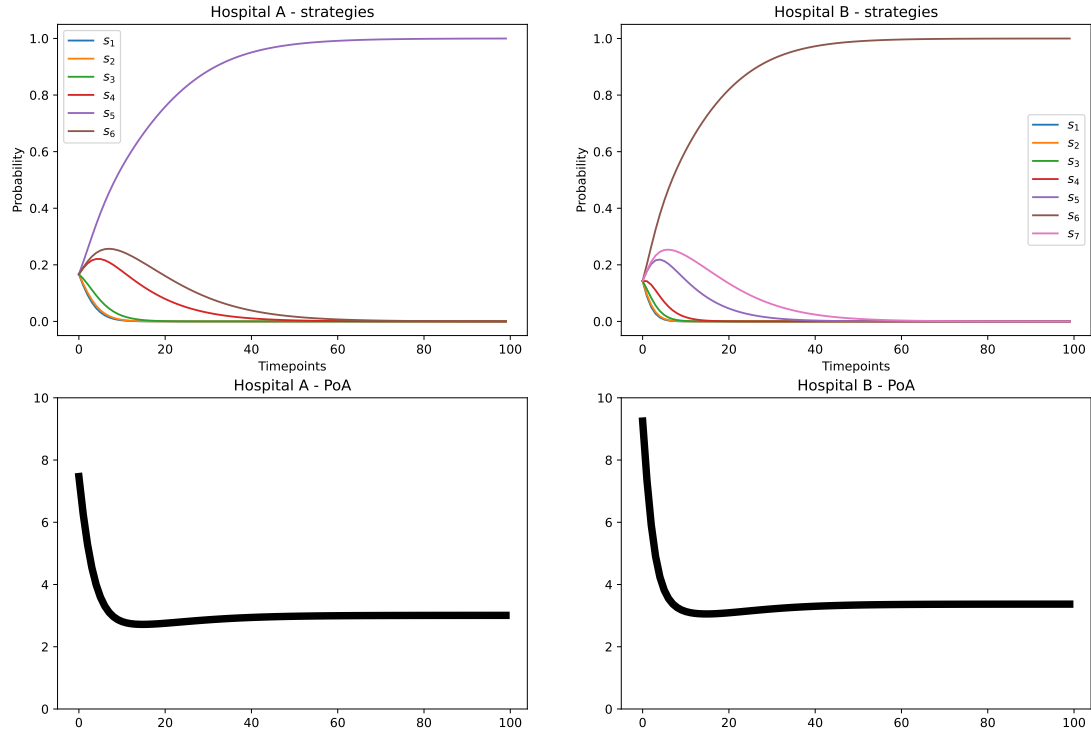 Hospital A - strategies
1.0
0.8
0.6
0.4
0.2
0.0
Probability
s1
s2
s3
s4
s5
s6
0 20 40 60 80 100
Timepoints
Hospital B - strategies
1.0
0.8
0.6
0.4
0.2
0.0
Probability
s1
s2
s3
s4
s5
s6
s7
0 20 40 60 80 100
Timepoints
Hospital A - PoA
10
8
6
4
2
0
0 20 40 60 80 100
Hospital B - PoA
10
8
6
4
2
0
0 20 40 60 80 100